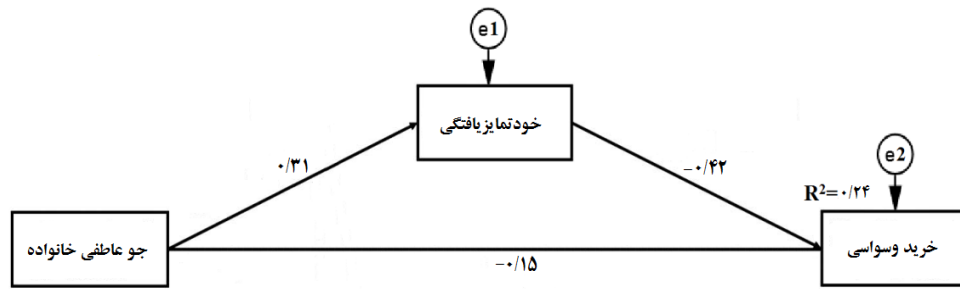 e1
خودتمایزیافتگی
۰/۳۱
-۰/۴۲
e2
R²=۰/۲۴
جو عاطفی خانواده
خرید وسواسی
-۰/۱۵